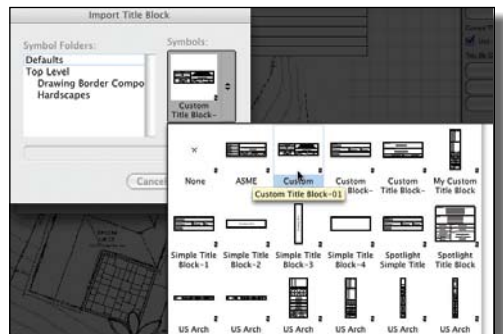 Import Title Block
Symbol Folders:
Symbols:
Defaults
Top Level
Drawing Border Compo
Hardscapes
Custom
Title Block-
Cance
None
ASME
Custom
Custom
Block-
Custom
Title Block-
My Custom
Title Block
Custom Title Block-01
Simple Title
Block-1
Simple Title
Block-2
Simple Title
Block-3
Simple Title
Block-4
Spotlight
Simple Title
Spotlight
Title Block
US Arch
US Arch
US Arch
US Arch
US Arch
US Arch